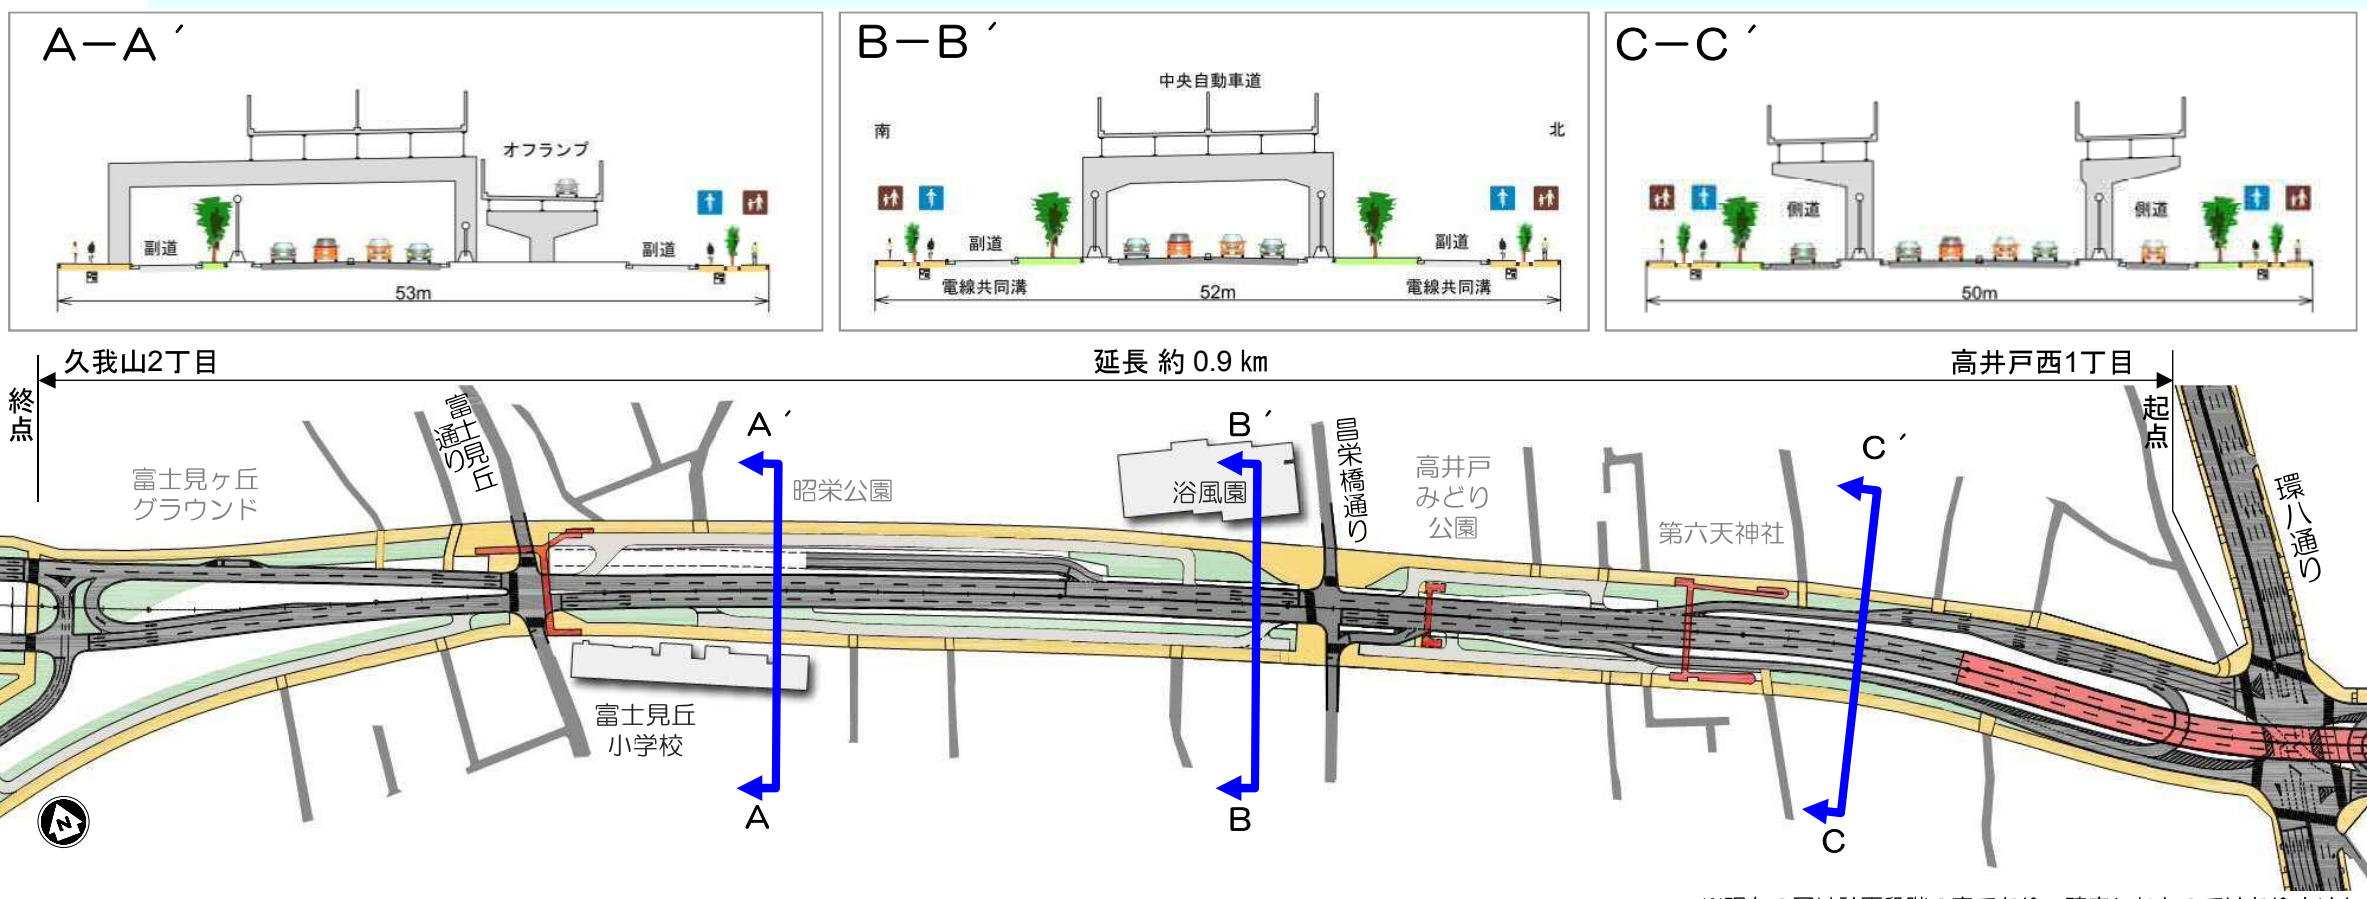 A－A´
オフランプ
副道
副道
53m
B－B´
中央自動車道
南
北
副道
副道
電線共同溝
電線共同溝
52m
C－C´
側道
側道
50m
久我山2丁目
延長 約 0.9 ㎞
高井戸西1丁目
終点
起点
富士見丘
通り
A´
B´
昌栄橋通り
C´
富士見ヶ丘
グラウンド
昭栄公園
浴風園
高井戸
みどり
公園
第六天神社
環八通り
富士見丘
小学校
A
B
C
N